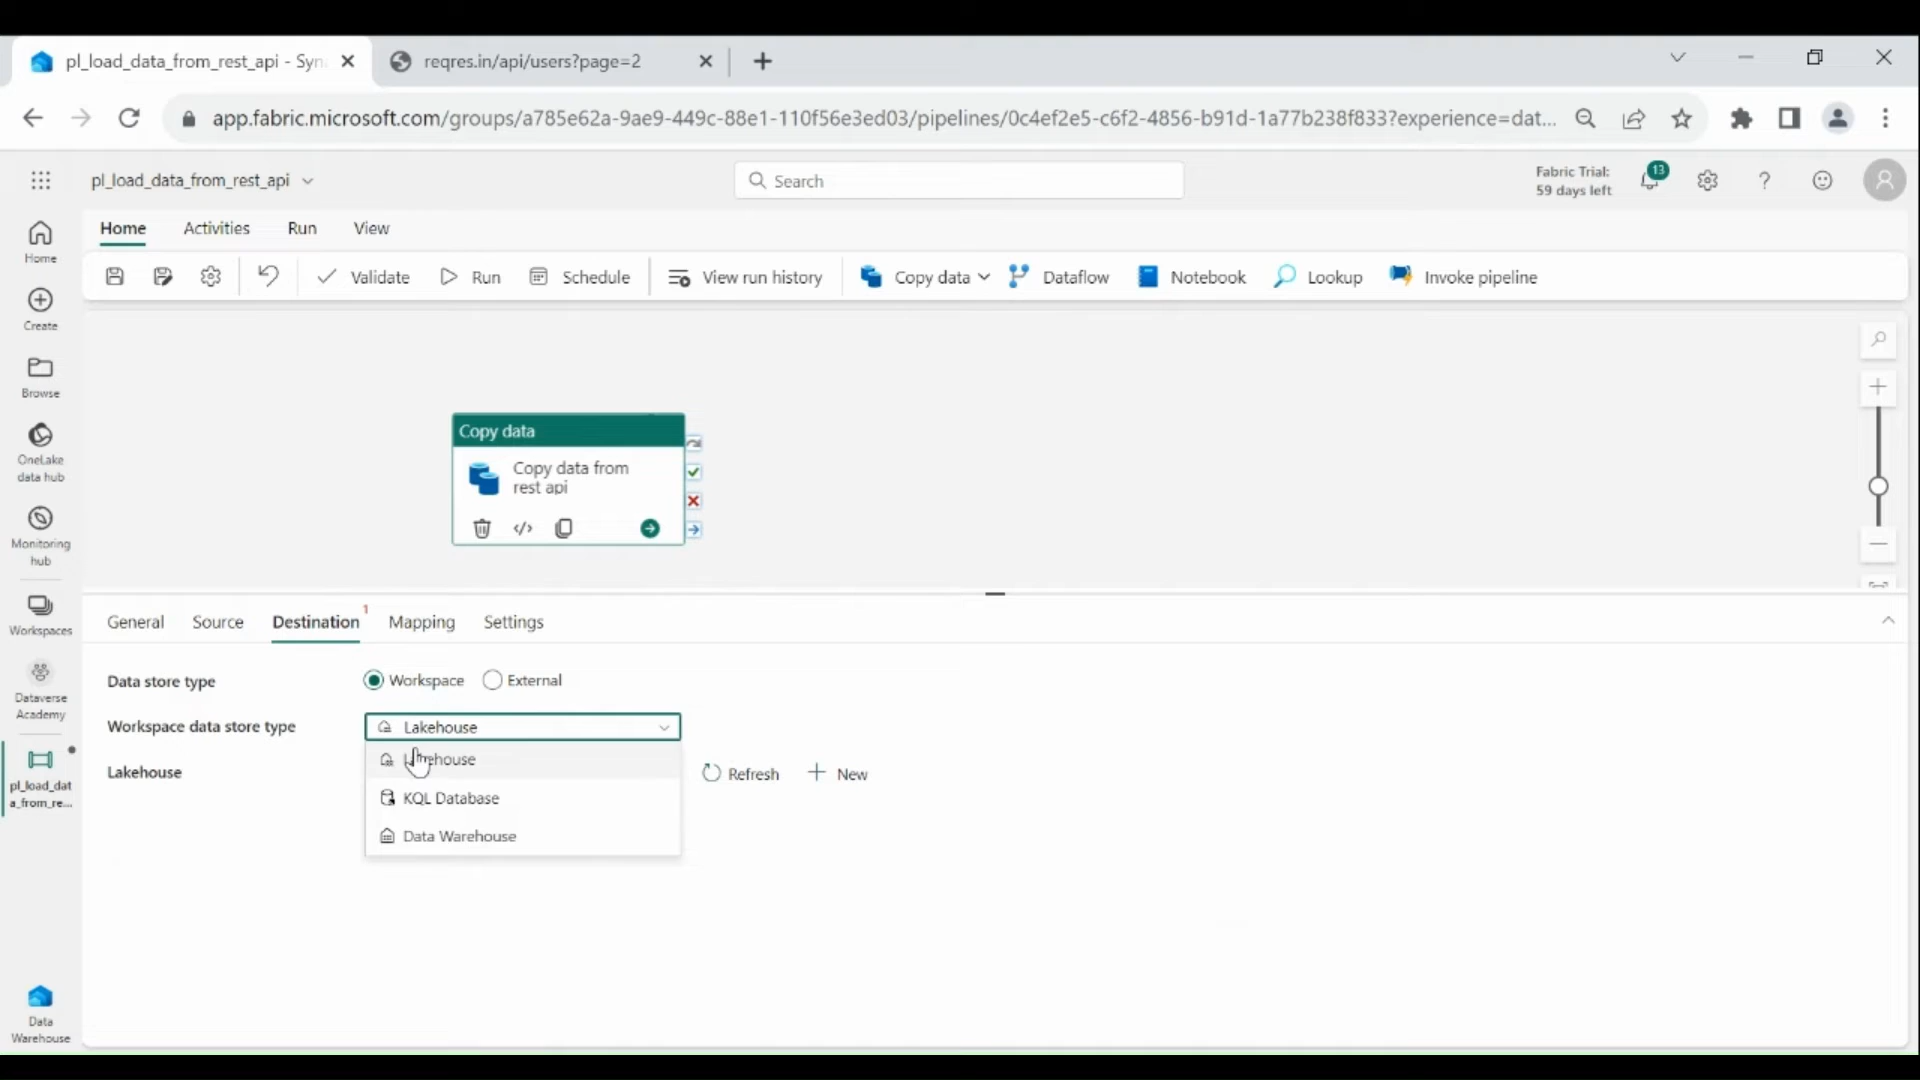 pl_load_data_from_rest_api - Syn
reqres.in/api/users?page=2
app.fabric.microsoft.com/groups/a785e62a-9ae9-449c-88e1-110f56e3ed03/pipelines/0c4ef2e5-c6f2-4856-b91d-1a77b238f833?experience=dat...
pl_load_data_from_rest_api
Search
Fabric Trial:
59 days left
13
Home
Activities
Run
View
Validate
Run
Schedule
View run history
Copy data
Dataflow
Notebook
Lookup
Invoke pipeline
Home
Create
Browse
OneLake
data hub
Monitoring
hub
Workspaces
Dataverse
Academy
pl_load_dat
a_from_re...
Data
Warehouse
Copy data
Copy data from
rest api
General
Source
Destination 1
Mapping
Settings
Data store type
Workspace
External
Workspace data store type
Lakehouse
Lakehouse
Lakehouse
KQL Database
Data Warehouse
Refresh
New